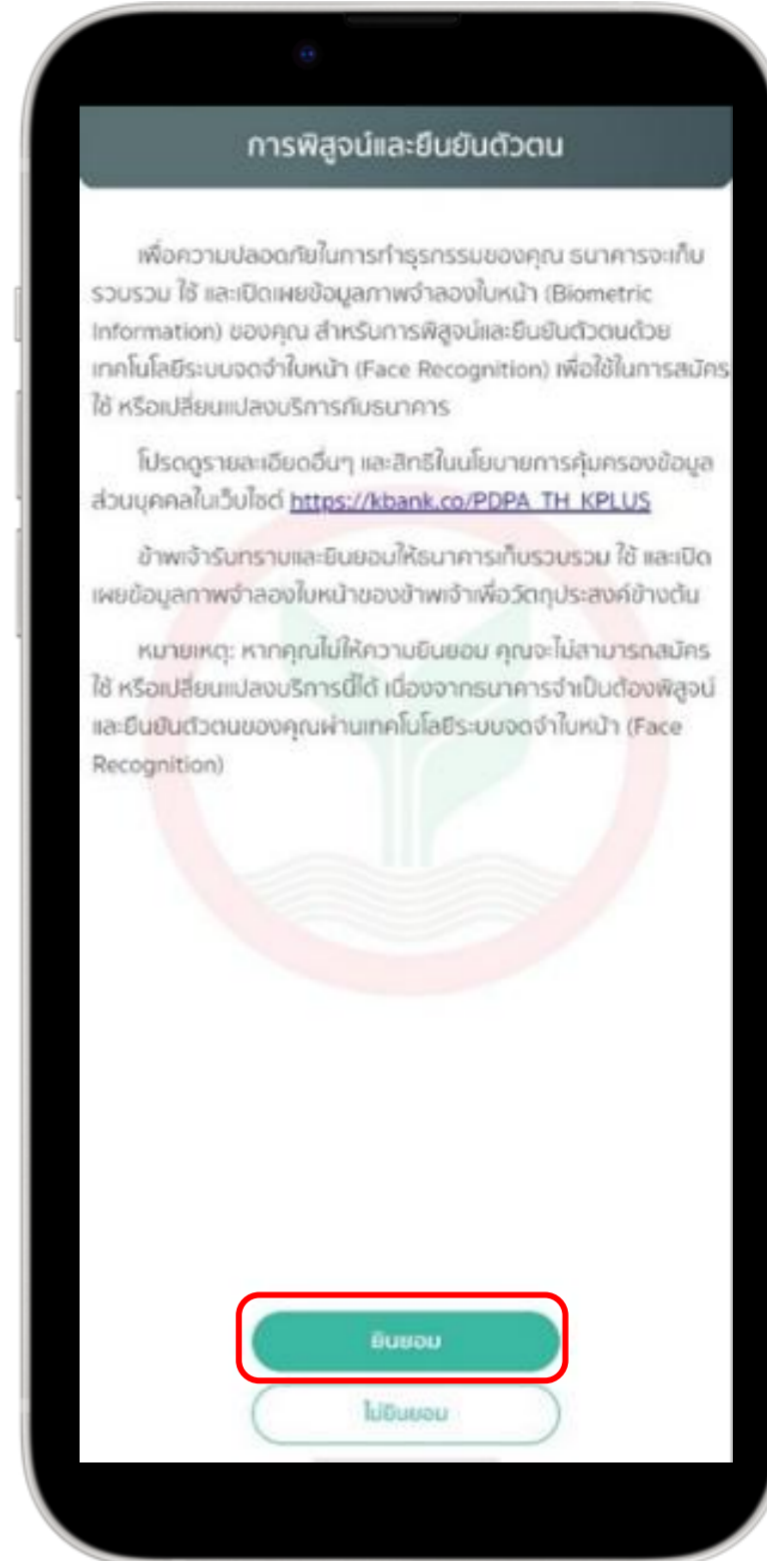 การพิสูจน์และยืนยันตัวตน
เพื่อความปลอดภัยในการทำธุรกรรมของคุณ ธนาคารจะเก็บ
รวบรวม ใช้ และเปิดเผยข้อมูลภาพจำลองใบหน้า (Biometric
Information) ของคุณ สำหรับการพิสูจน์และยืนยันตัวตนด้วย
เทคโนโลยีระบบจดจำใบหน้า (Face Recognition) เพื่อใช้ในการสมัคร
ใช้ หรือเปลี่ยนแปลงบริการกับธนาคาร
โปรดดูรายละเอียดอื่นๆ และสิทธิในนโยบายการคุ้มครองข้อมูล
ส่วนบุคคลในเว็บไซต์ https://kbank.co/PDPA_TH_KPLUS
ข้าพเจ้ารับทราบและยินยอมให้ธนาคารเก็บรวบรวม ใช้ และเปิด
เผยข้อมูลภาพจำลองใบหน้าของข้าพเจ้าเพื่อวัตถุประสงค์ข้างต้น
หมายเหตุ: หากคุณไม่ให้ความยินยอม คุณจะไม่สามารถสมัคร
ใช้ หรือเปลี่ยนแปลงบริการนี้ได้ เนื่องจากธนาคารจำเป็นต้องพิสูจน์
และยืนยันตัวตนของคุณผ่านเทคโนโลยีระบบจดจำใบหน้า (Face
Recognition)
ยินยอม
ไม่ยินยอม